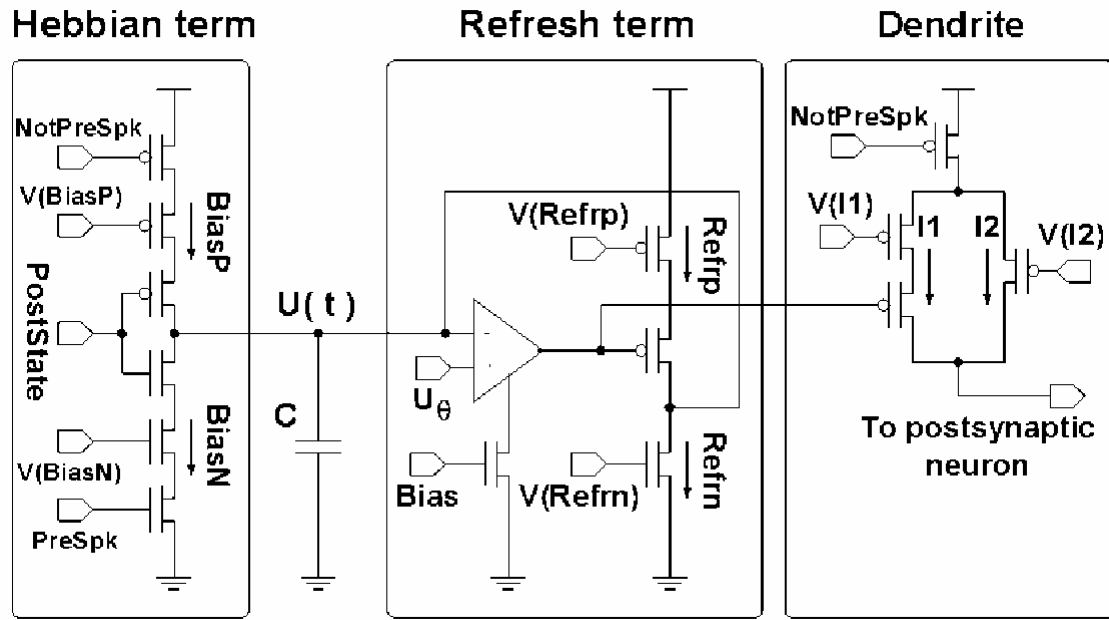 Hebbian term
Refresh term
Dendrite
NotPreSpk
V(BiasP)
BiasP
PostState
BiasN
V(BiasN)
PreSpk
U(t)
C
V(Refrp)
Refrp
-
-
Uθ
Bias
V(Refrn)
Refrn
NotPreSpk
V(I1)
I1
I2
V(I2)
To postsynaptic
neuron